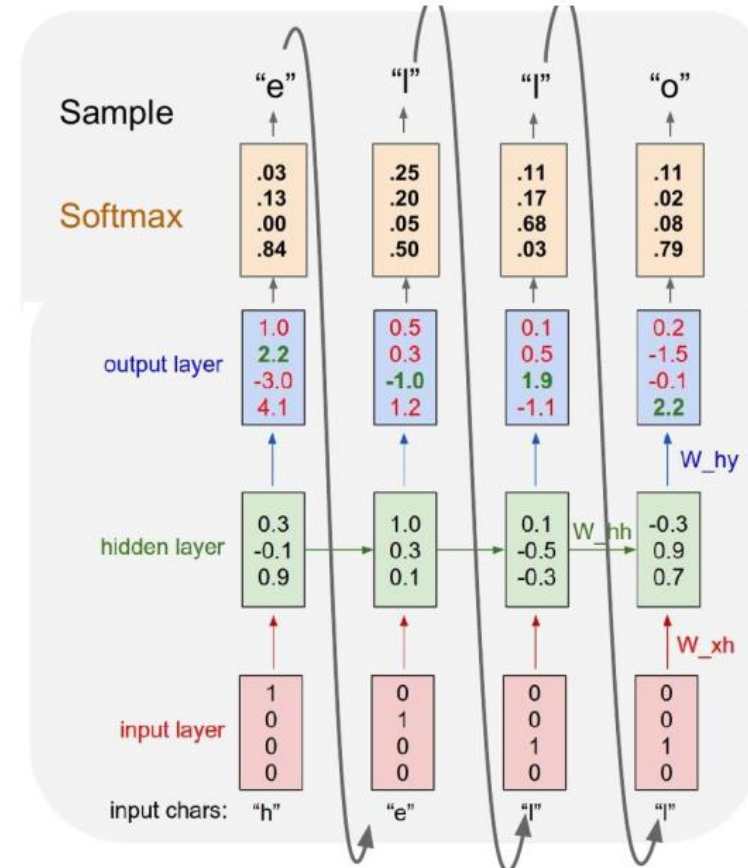 “e” “l” “l” “o”
Sample
.03 .25 .11 .11
.13 .20 .17 .02
.00 .05 .68 .08
.84 .50 .03 .79
Softmax
1.0 0.5 0.1 0.2
2.2 0.3 0.5 -1.5
-3.0 -1.0 1.9 -0.1
4.1 1.2 -1.1 2.2
output layer
W_hy
0.3 1.0 0.1 -0.3
-0.1 0.3 -0.5 0.9
0.9 0.1 -0.3 0.7
hidden layer
W_hh
W_xh
1 0 0 0
0 1 0 0
0 0 1 1
0 0 0 0
input layer
input chars: “h” “e” “l” “l”